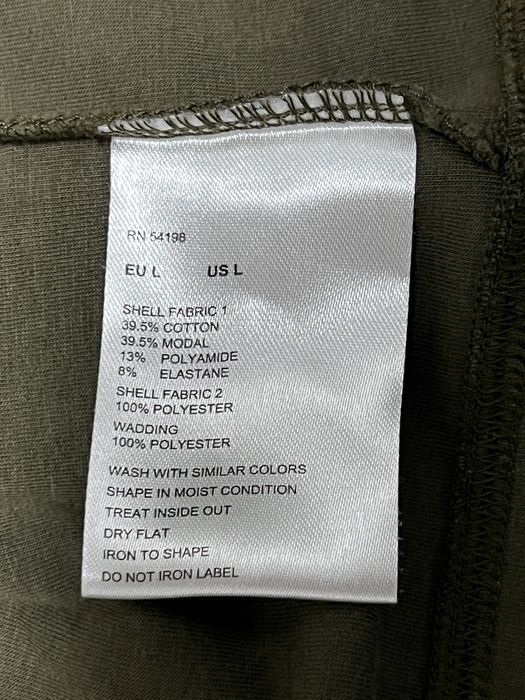 RN 54198
EU L US L
SHELL FABRIC 1
39.5% COTTON
39.5% MODAL
13% POLYAMIDE
8% ELASTANE
SHELL FABRIC 2
100% POLYESTER
WADDING
100% POLYESTER
WASH WITH SIMILAR COLORS
SHAPE IN MOIST CONDITION
TREAT INSIDE OUT
DRY FLAT
IRON TO SHAPE
DO NOT IRON LABEL